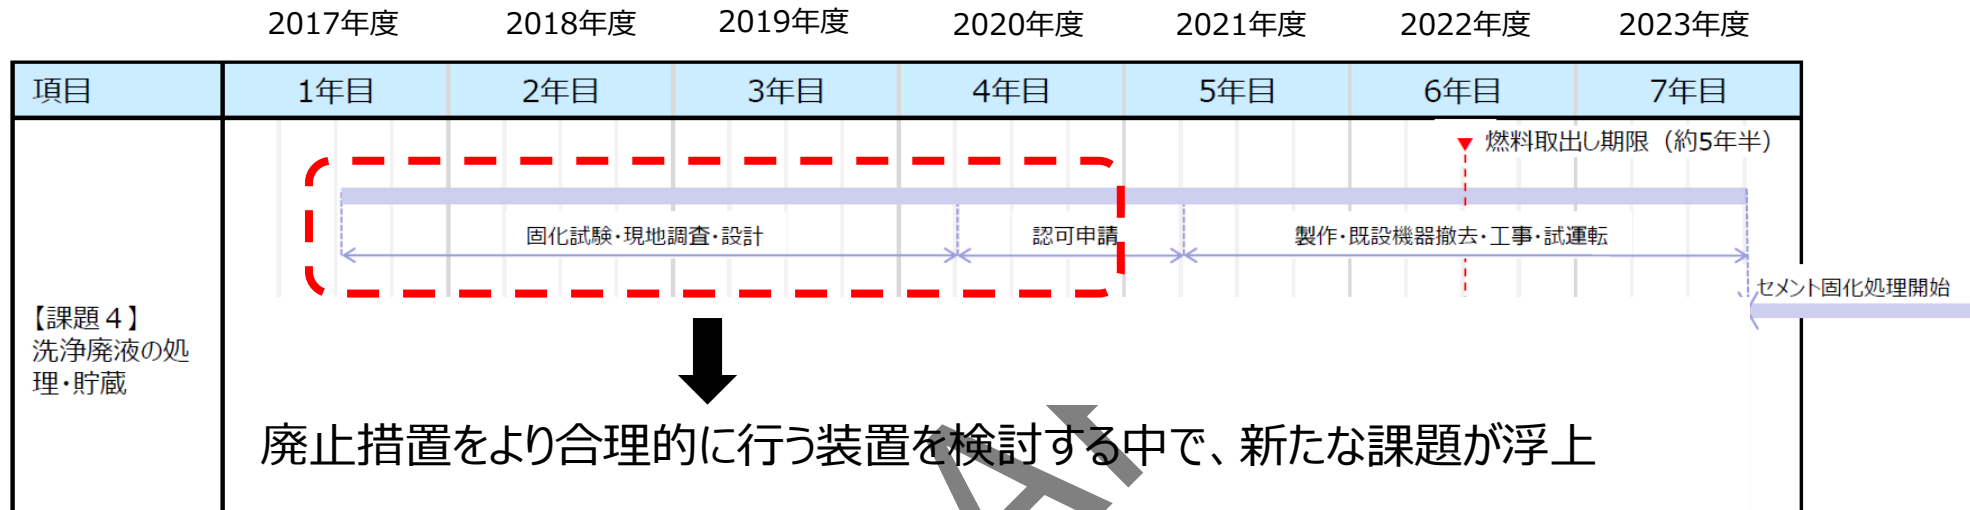 2017年度 2018年度 2019年度 2020年度 2021年度 2022年度 2023年度
項目 1年目 2年目 3年目 4年目 5年目 6年目 7年目
燃料取出し期限（約5年半）
固化試験・現地調査・設計 認可申請 製作・既設機器撤去・工事・試運転
セメント固化処理開始
【課題４】
洗浄廃液の処
理・貯蔵
廃止措置をより合理的に行う装置を検討する中で、新たな課題が浮上